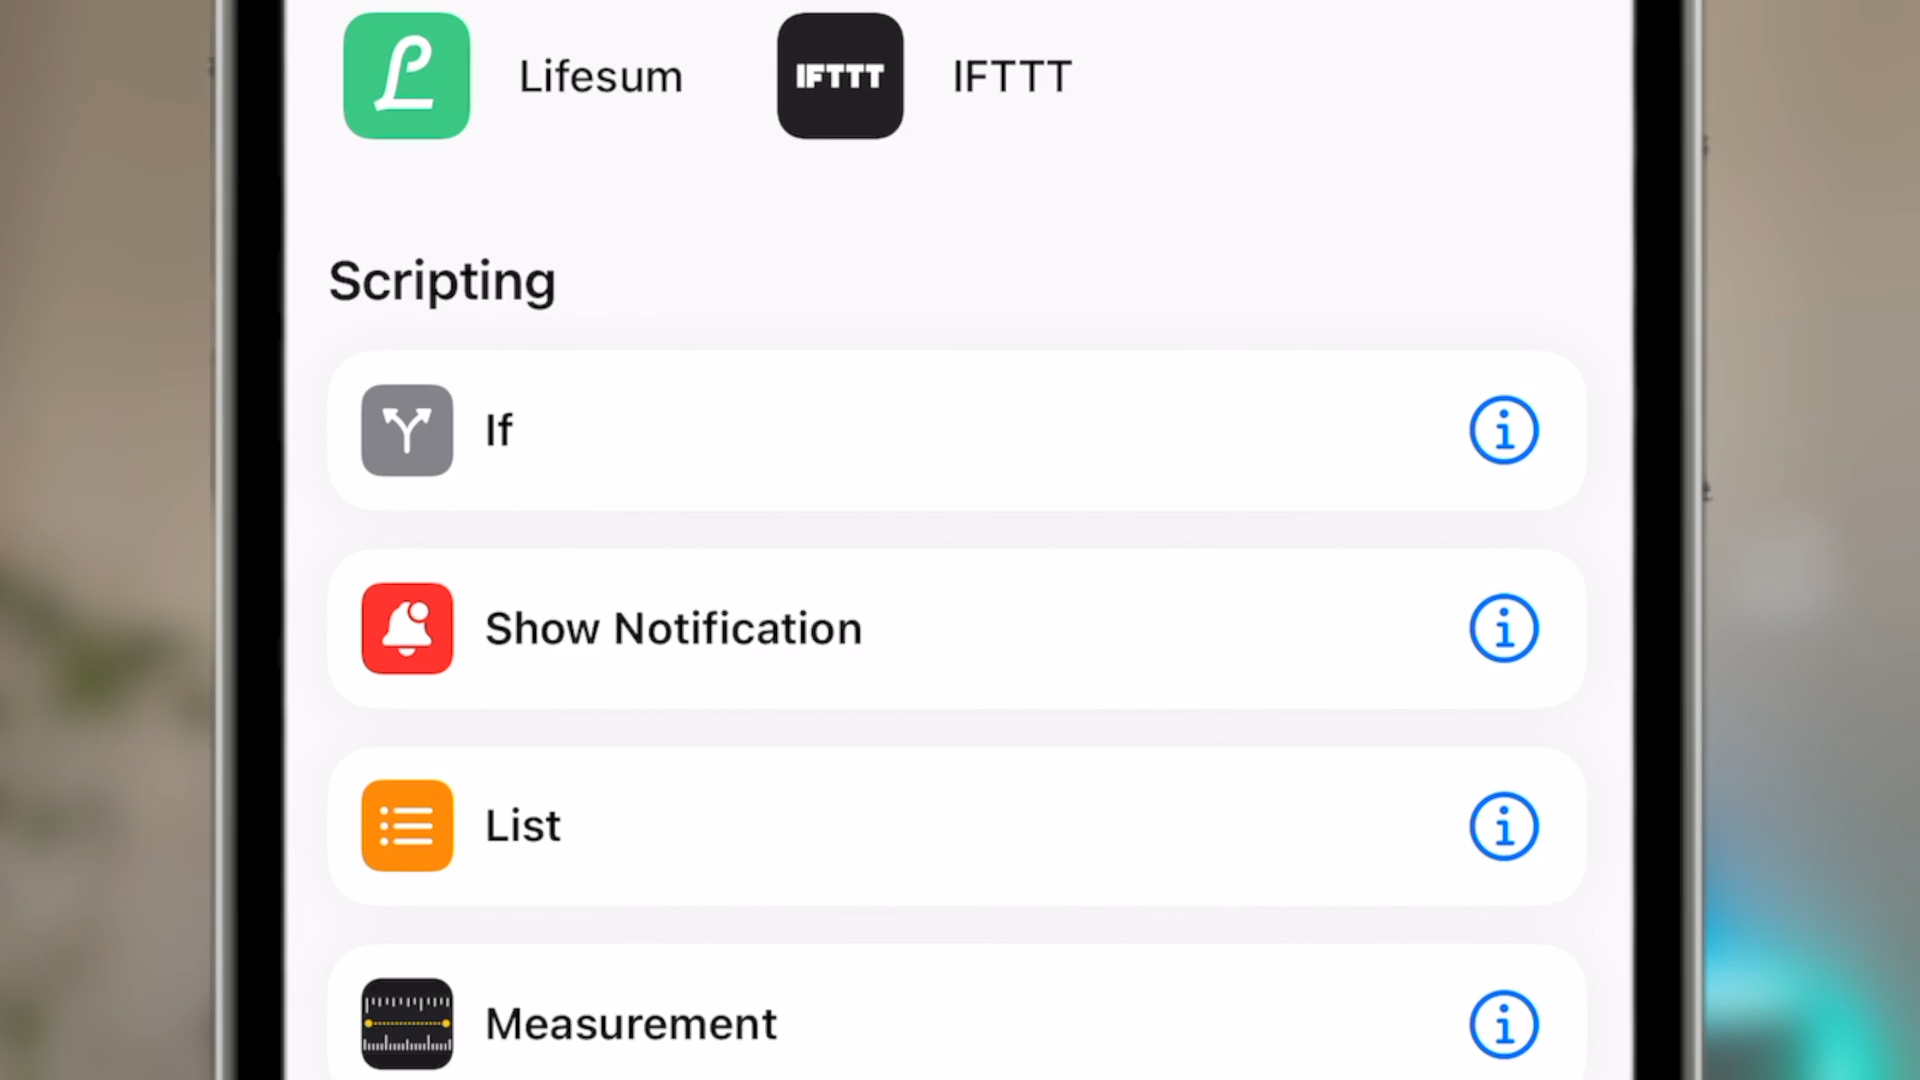 Lifesum IFTTT IFTTT
Scripting
If
Show Notification
List
Measurement